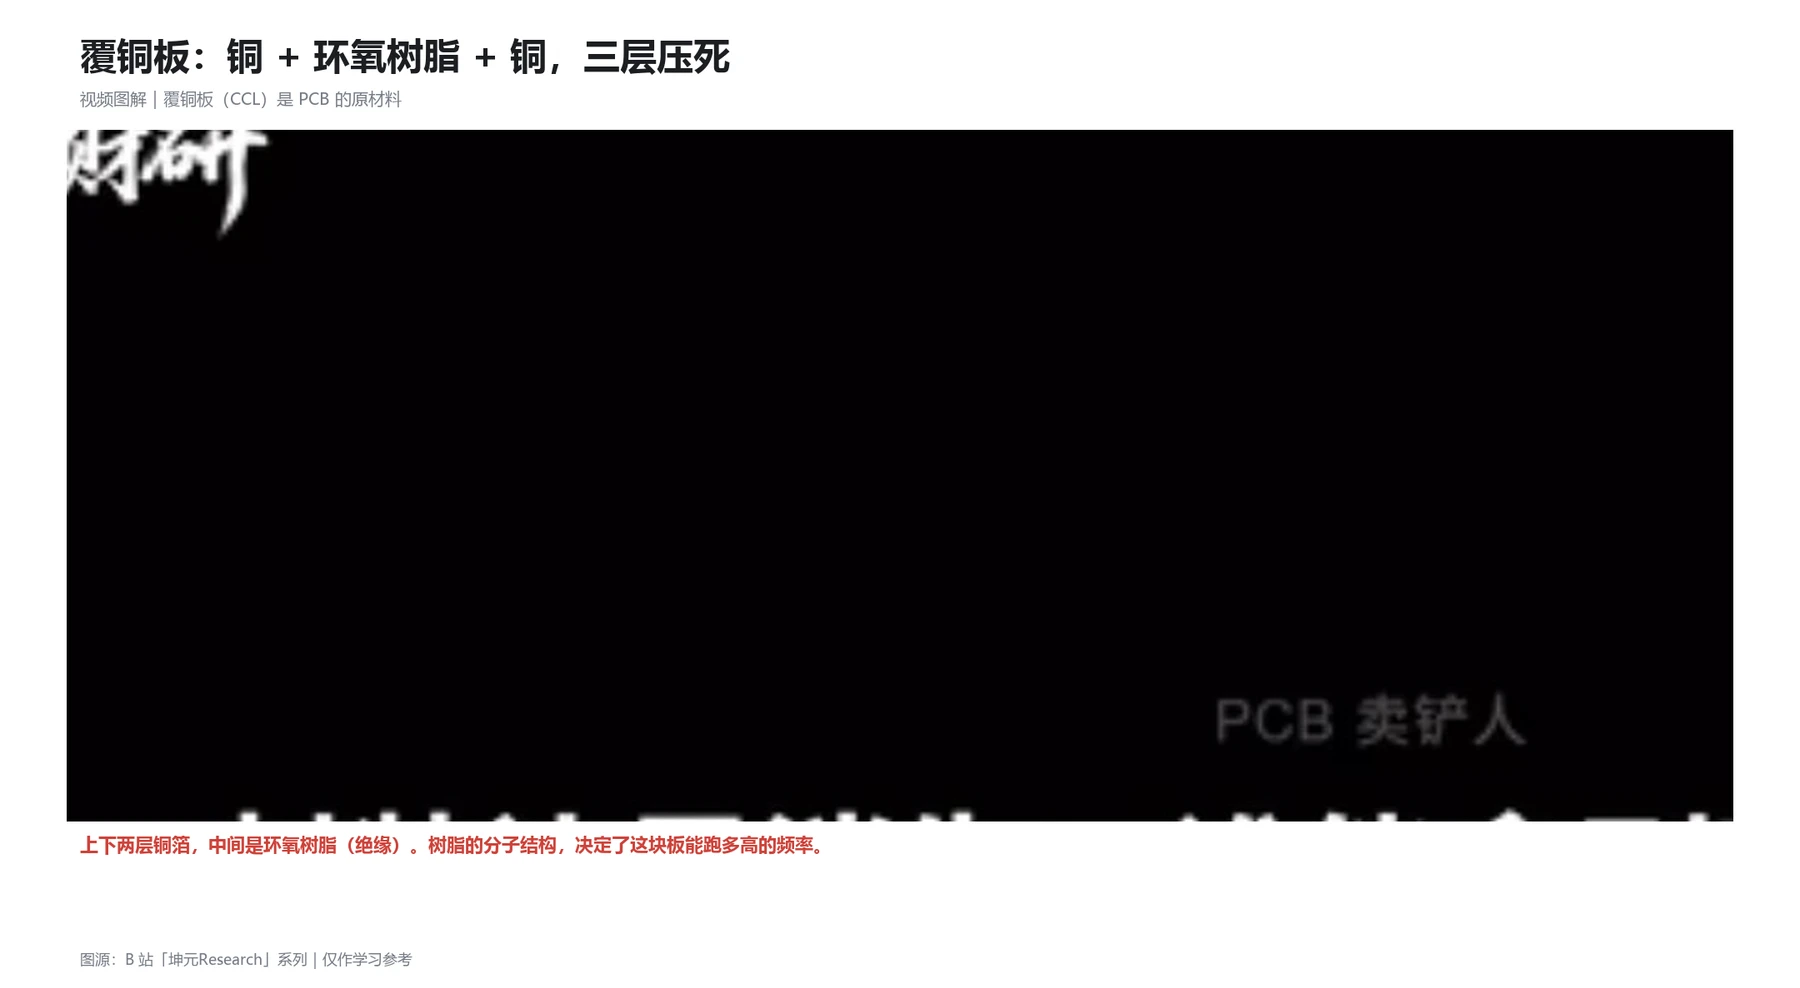 覆铜板：铜 + 环氧树脂 + 铜，三层压死
视频图解｜覆铜板（CCL）是 PCB 的原材料
财研
PCB 卖铲人
上下两层铜箔，中间是环氧树脂（绝缘）。树脂的分子结构，决定了这块板能跑多高的频率。
图源：B 站「坤元Research」系列｜仅作学习参考